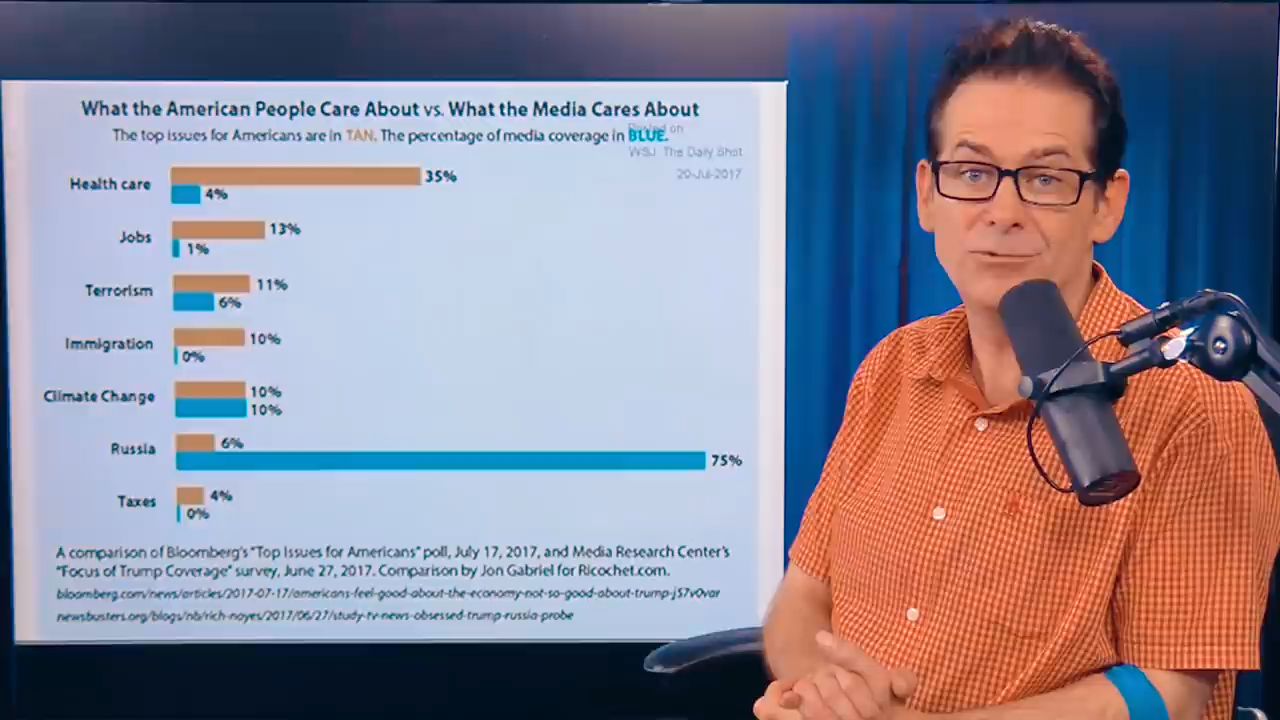 What the American People Care About vs. What the Media Cares About
The top issues for Americans are in TAN. The percentage of media coverage in BLUE.
Posted on
WSJ: The Daily Shot
20-Jul-2017
Health care
35%
4%
Jobs
13%
1%
Terrorism
11%
6%
Immigration
10%
0%
Climate Change
10%
10%
Russia
6%
75%
Taxes
4%
0%
A comparison of Bloomberg's "Top Issues for Americans" poll, July 17, 2017, and Media Research Center's
"Focus of Trump Coverage" survey, June 27, 2017. Comparison by Jon Gabriel for Ricochet.com.
bloomberg.com/news/articles/2017-07-17/americans-feel-good-about-the-economy-not-so-good-about-trump-j57v0var
newsbusters.org/blogs/nb/rich-noyes/2017/06/27/study-tv-news-obsessed-trump-russia-probe